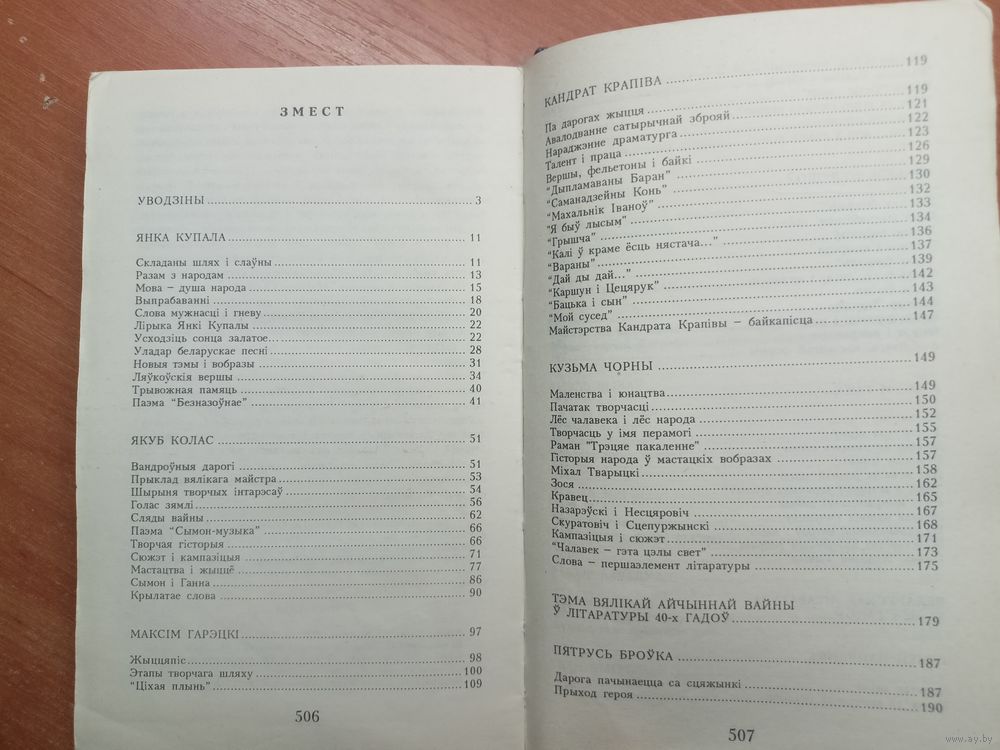 ЗМЕСТ
УВОДЗІНЫ 3
ЯНКА КУПАЛА 11
Складаны шлях і слаўны 11
Разам з народам 13
Мова – душа народа 15
Выпрабаванні 18
Слова мужнасці і гневу 20
Лірыка Янкі Купалы 22
Усходзіць сонца залатое... 22
Уладар беларускае песні 28
Новыя тэмы і вобразы 31
Ляўкоўскія вершы 34
Трывожная памяць 40
Паэма “Безназоўнае” 41
ЯКУБ КОЛАС 51
Вандроўныя дарогі 51
Прыклад вялікага майстра 53
Шырыня творчых інтарэсаў 54
Голас зямлі 56
Сляды вайны 62
Паэма “Сымон-музыка” 66
Творчая гісторыя 66
Сюжэт і кампазіцыя 71
Мастацтва і жыццё 77
Сымон і Ганна 86
Крылатае слова 90
МАКСІМ ГАРЭЦКІ 97
Жыццяпіс 98
Этапы творчага шляху 100
“Ціхая плынь” 109
506
КАНДРАТ КРАПІВА 119
Па дарогах жыцця 119
Авалодванне сатырычнай зброяй 121
Нараджэнне драматурга 122
Талент і праца 123
Вершы, фельетоны і байкі 126
“Дыпламаваны Баран” 129
“Саманадзейны Конь” 130
“Махальнік Іваноў” 132
“Я быў лысым” 133
“Грышча” 134
“Калі ў краме ёсць нястача...” 136
“Вараны” 137
“Дай ды дай...” 139
“Каршун і Цецярук” 142
“Бацька і сын” 143
“Мой сусед” 144
Майстэрства Кандрата Крапівы – байкапісца 147
КУЗЬМА ЧОРНЫ 149
Маленства і юнацтва 149
Пачатак творчасці 150
Лёс чалавека і лёс народа 152
Творчасць у імя перамогі 155
Раман “Трэцяе пакаленне” 157
Гісторыя народа ў мастацкіх вобразах 157
Міхал Тварыцкі 158
Зося 162
Кравец 165
Назарэўскі і Несцяровіч 167
Скуратовіч і Сцепуржынскі 168
Кампазіцыя і сюжэт 171
“Чалавек – гэта цэлы свет” 173
Слова – першаэлемент літаратуры 175
ТЭМА ВЯЛІКАЙ АЙЧЫННАЙ ВАЙНЫ
Ў ЛІТАРАТУРЫ 40-х ГАДОЎ 179
ПЯТРУСЬ БРОЎКА 187
Дарога пачынаецца са сцяжынкі 187
Прыход героя 190
507
www.ay.by